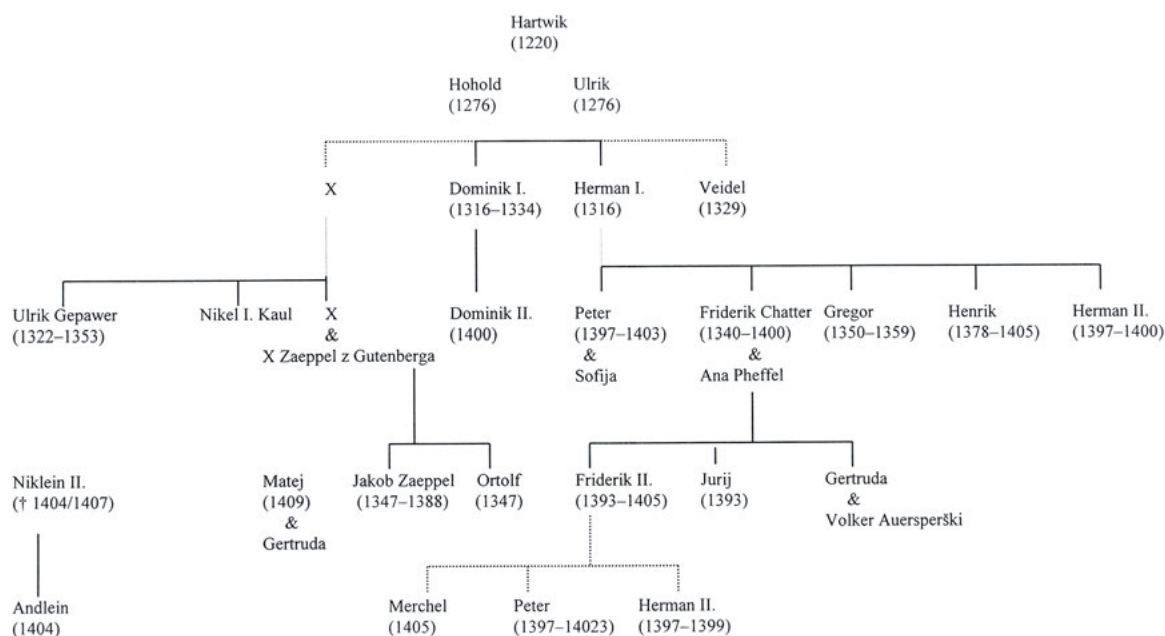 Hartwik
(1220)
Hohold Ulrik
(1276) (1276)
X Dominik I. Herman I. Veidel
(1316–1334) (1316) (1329)
Ulrik Gepawer Nikel I. Kaul X Dominik II. Peter Friderik Chatter Gregor Henrik Herman II.
(1322–1353) & (1400) (1397–1403) (1340–1400) (1350–1359) (1378–1405) (1397–1400)
X Zaeppel z Gutenberga & &
Sofija Ana Pheffel
Niklein II. Matej Jakob Zaeppel Ortolf Friderik II. Jurij Gertruda
(† 1404/1407) (1409) (1347–1388) (1347) (1393–1405) (1393) &
& Volker Auersperški
Gertruda
Andlein Merchel Peter Herman II.
(1404) (1405) (1397-14023) (1397-1399)